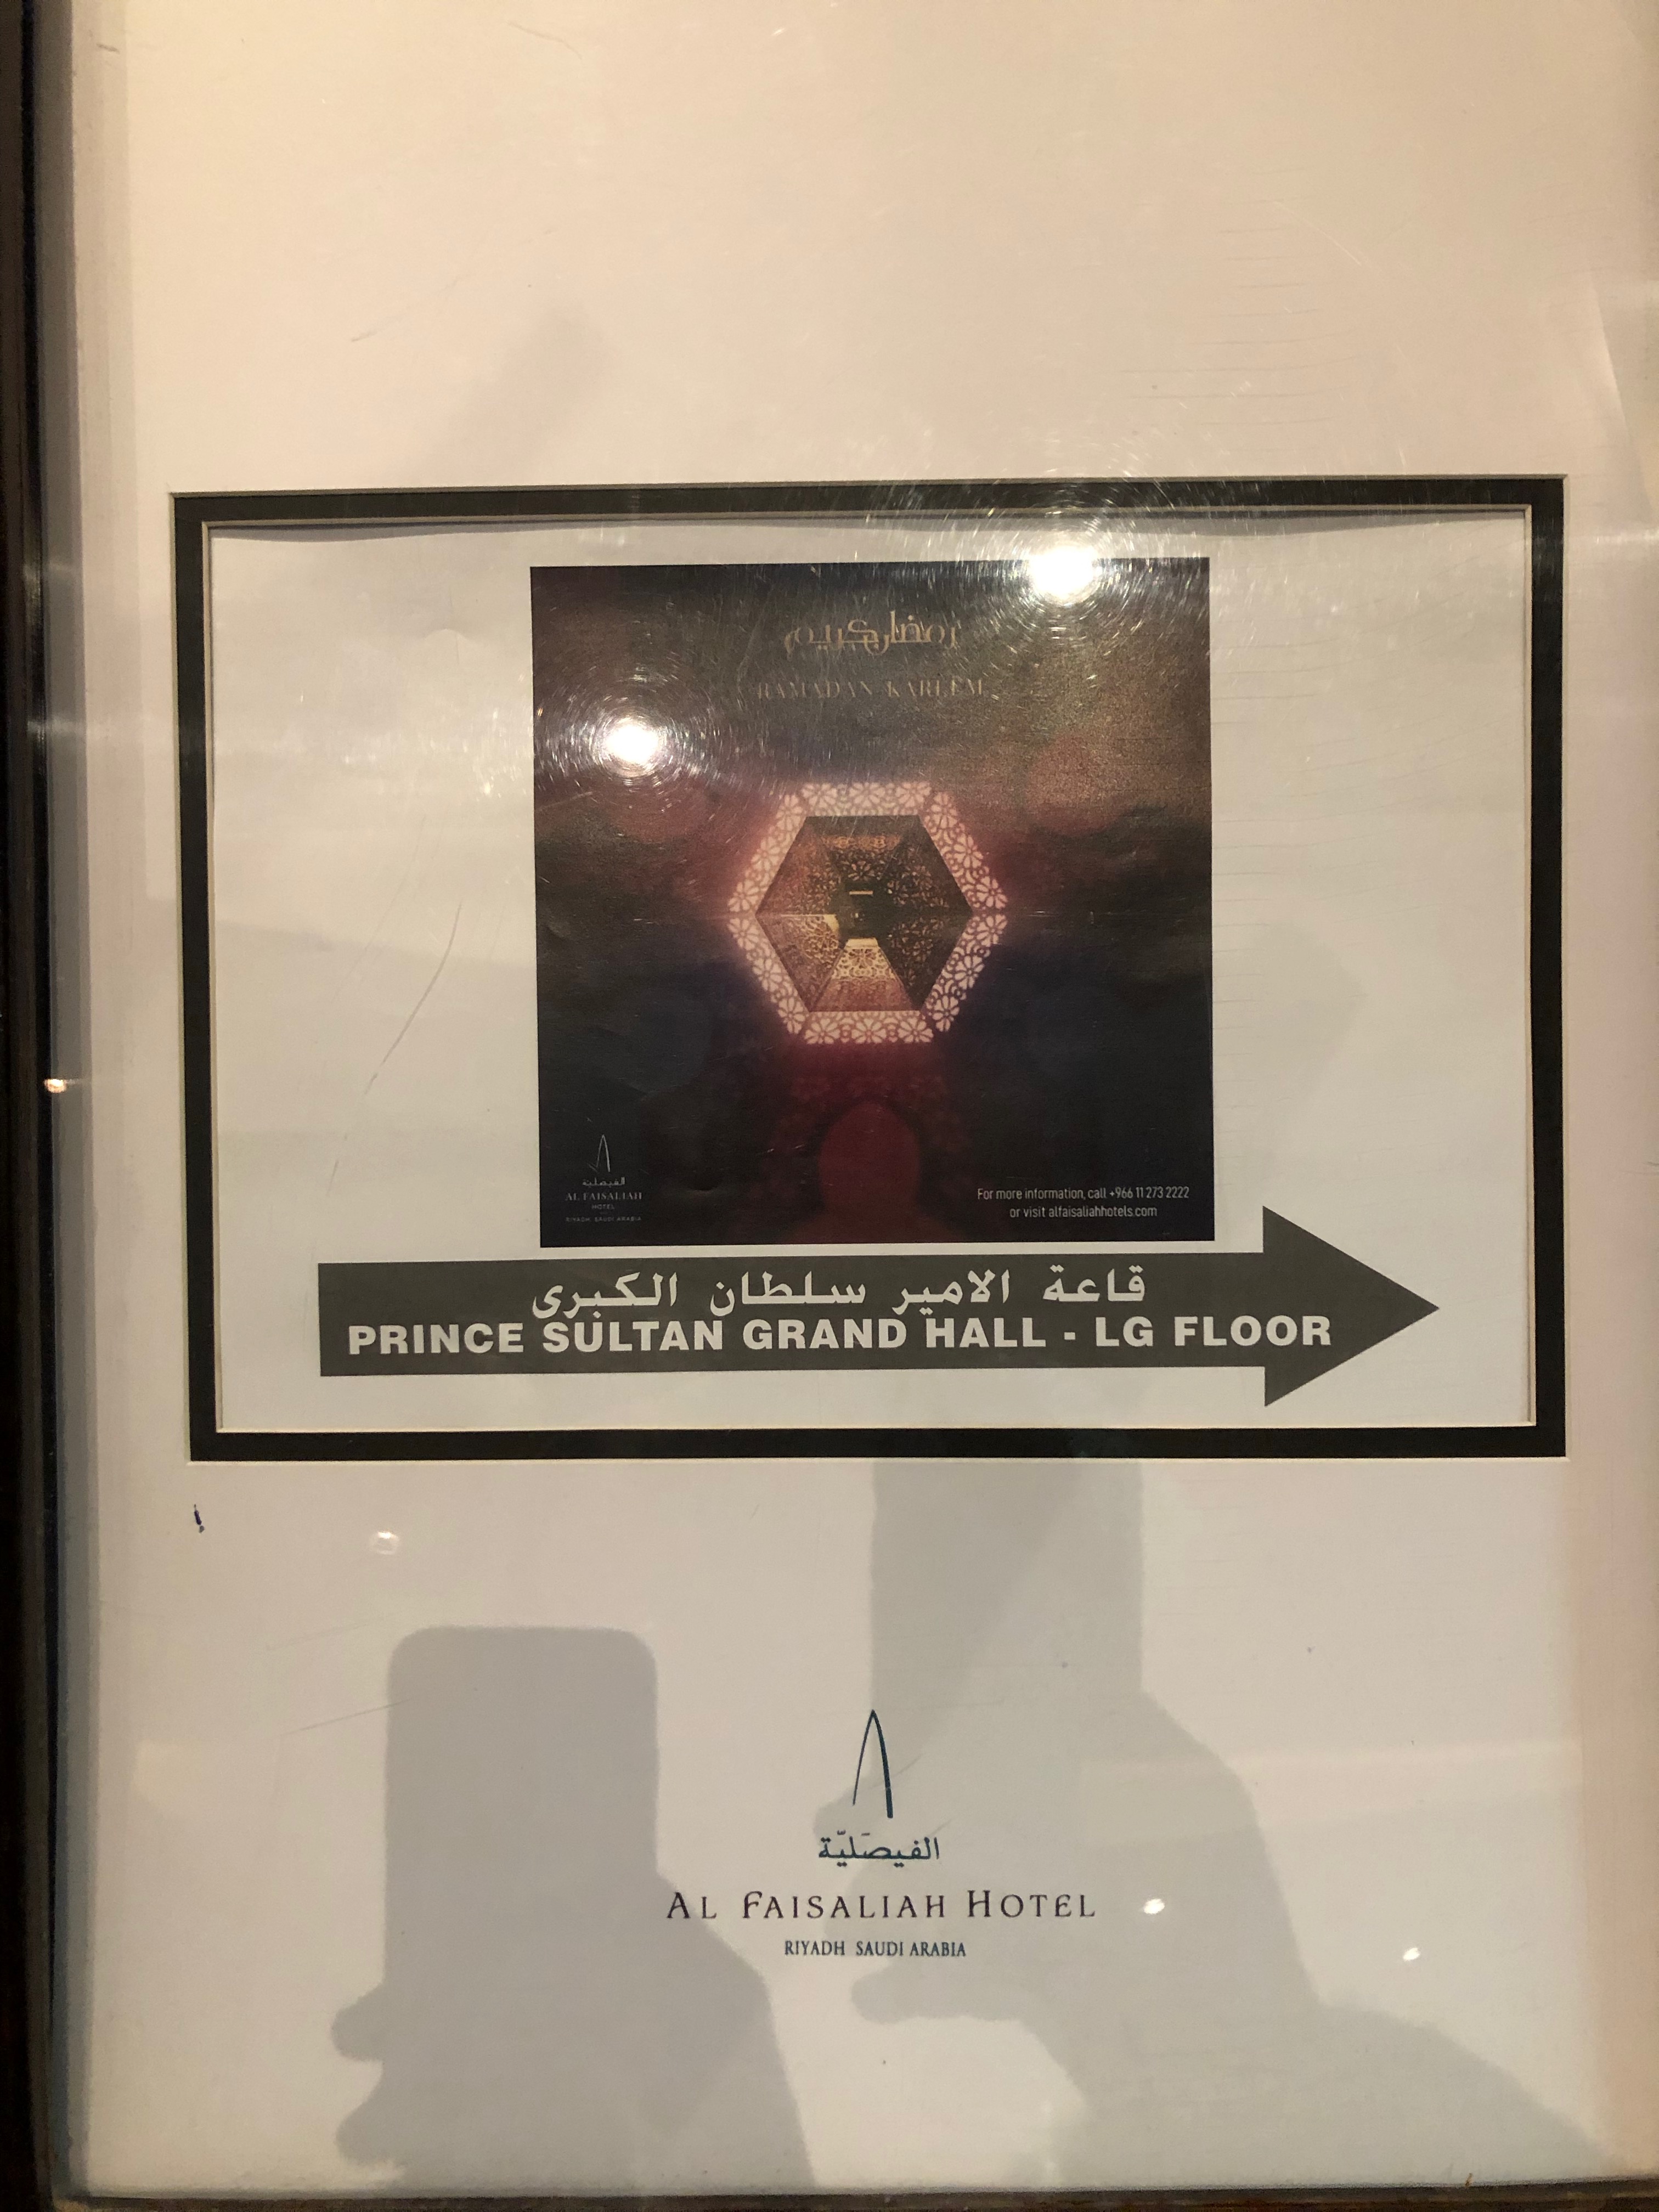 رمضان كريم
RAMADAN KAREEM
الفيصلية
AL FAISALIAH
HOTEL
RIYADH, SAUDI ARABIA
For more information, call +966 11 273 2222
or visit alfaisaliahhotels.com
قاعة الامير سلطان الكبرى
PRINCE SULTAN GRAND HALL - LG FLOOR
الفيصَليّة
AL FAISALIAH HOTEL
RIYADH SAUDI ARABIA